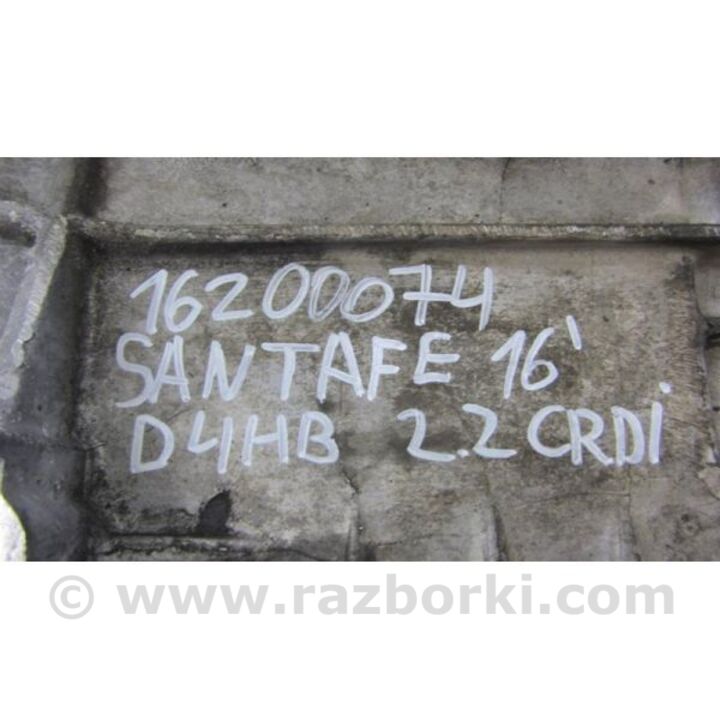 16200074
SANTAFE 16'
D4HB 2.2 CRDi
© www.razborki.com